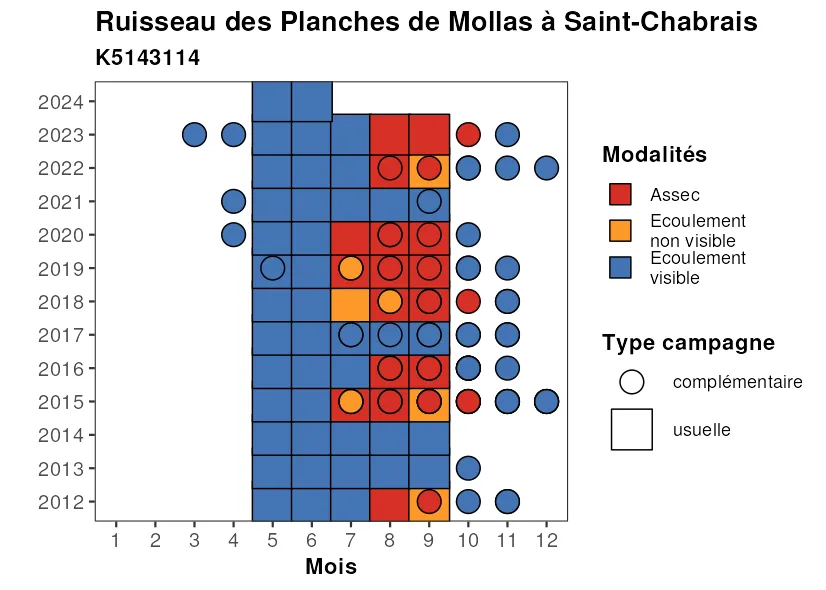 Ruisseau des Planches de Mollas à Saint-Chabrais
K5143114
2024
2023
2022
2021
2020
2019
2018
2017
2016
2015
2014
2013
2012
1 2 3 4 5 6 7 8 9 10 11 12
Mois
Modalités
Assec
Ecoulement
non visible
Ecoulement
visible
Type campagne
complémentaire
usuelle